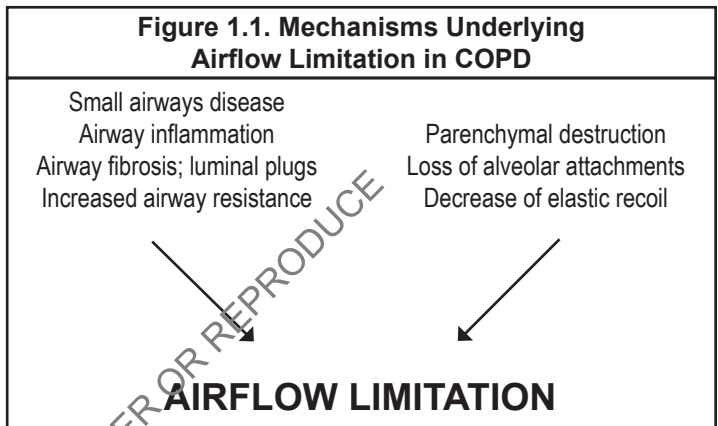 Figure 1.1. Mechanisms Underlying
Airflow Limitation in COPD
Small airways disease
Airway inflammation
Airway fibrosis; luminal plugs
Increased airway resistance
Parenchymal destruction
Loss of alveolar attachments
Decrease of elastic recoil
OR REPRODUCE
AIRFLOW LIMITATION